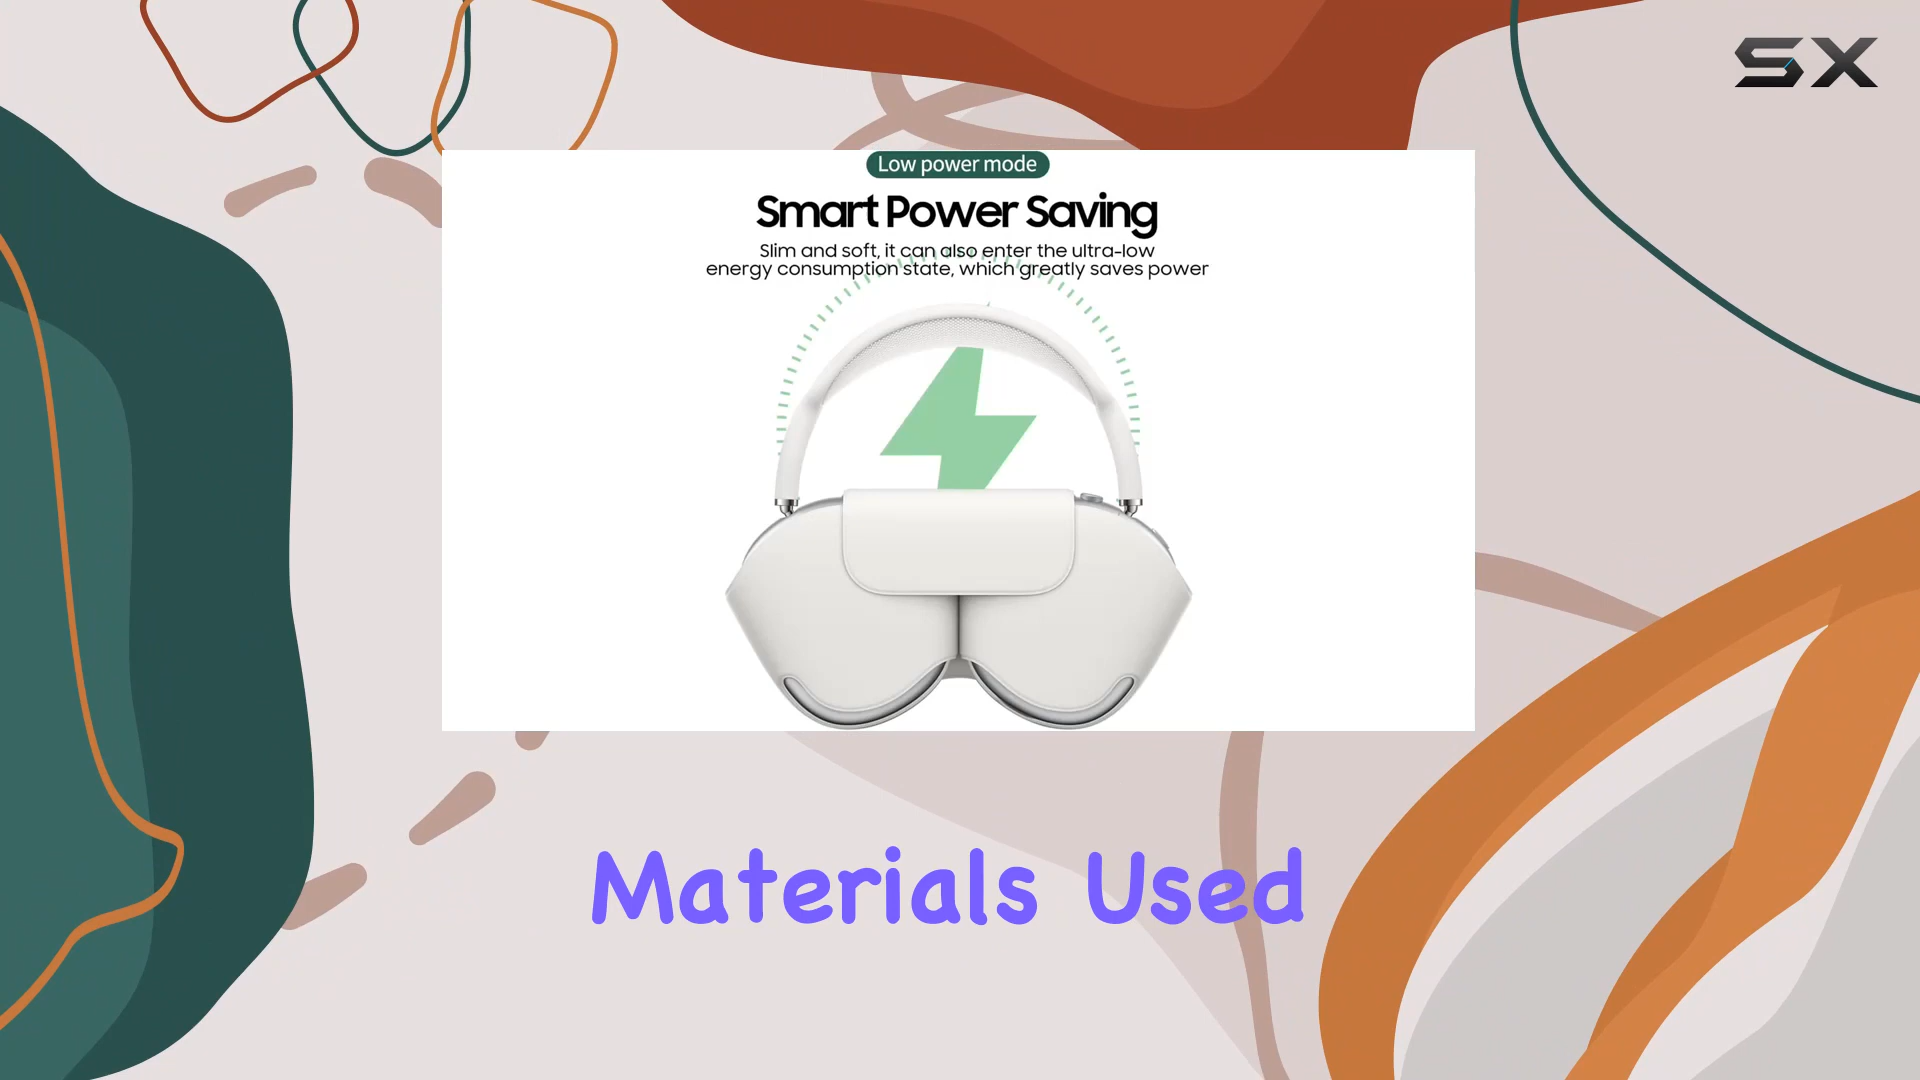 SX
Low power mode
Smart Power Saving
Slim and soft, it can also enter the ultra-low
energy consumption state, which greatly saves power
Materials Used